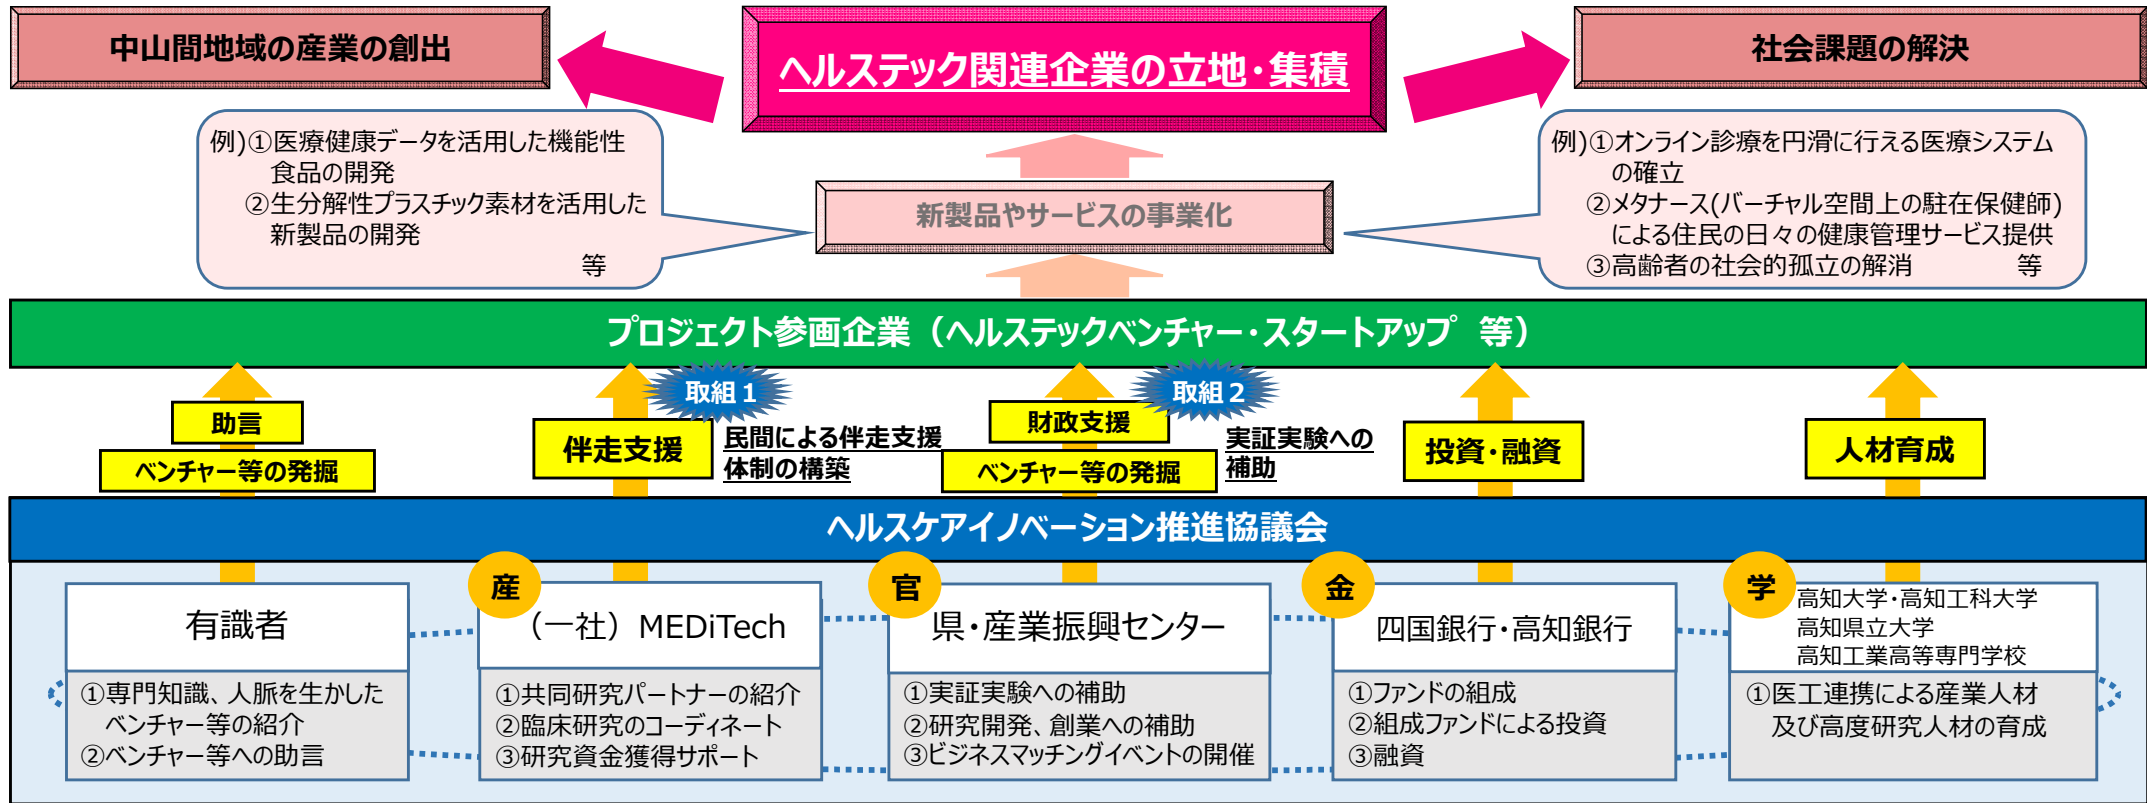 中山間地域の産業の創出
ヘルステック関連企業の立地・集積
社会課題の解決
例)①医療健康データを活用した機能性
食品の開発
②生分解性プラスチック素材を活用した
新製品の開発
等
新製品やサービスの事業化
例)①オンライン診療を円滑に行える医療システム
の確立
②メタナース(バーチャル空間上の駐在保健師)
による住民の日々の健康管理サービス提供
③高齢者の社会的孤立の解消 等
プロジェクト参画企業（ヘルステックベンチャー・スタートアップ 等）
助言
ベンチャー等の発掘
取組１
伴走支援
民間による伴走支援
体制の構築
取組２
財政支援
ベンチャー等の発掘
実証実験への
補助
投資・融資
人材育成
ヘルスケアイノベーション推進協議会
有識者
①専門知識、人脈を生かした
ベンチャー等の紹介
②ベンチャー等への助言
産
（一社）MEDiTech
①共同研究パートナーの紹介
②臨床研究のコーディネート
③研究資金獲得サポート
官
県・産業振興センター
①実証実験への補助
②研究開発、創業への補助
③ビジネスマッチングイベントの開催
金
四国銀行・高知銀行
①ファンドの組成
②組成ファンドによる投資
③融資
学
高知大学・高知工科大学
高知県立大学
高知工業高等専門学校
①医工連携による産業人材
及び高度研究人材の育成